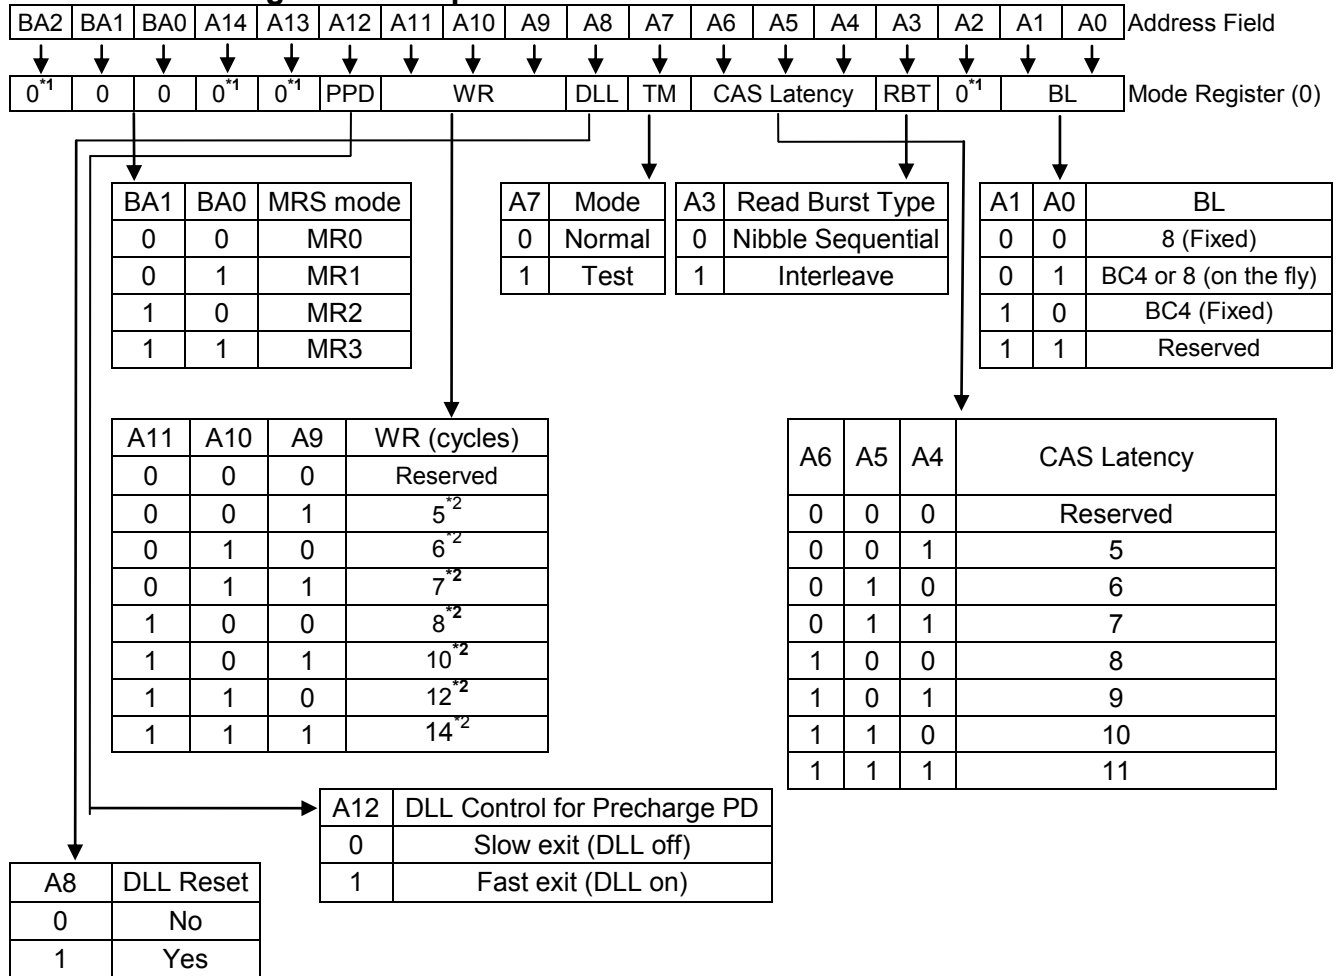 BA2 BA1 BA0 A14 A13 A12 A11 A10 A9 A8 A7 A6 A5 A4 A3 A2 A1 A0 Address Field
0*1 0 0 0*1 0*1 PPD WR DLL TM CAS Latency RBT 0*1 BL Mode Register (0)
BA1 BA0 MRS mode
0 0 MR0
0 1 MR1
1 0 MR2
1 1 MR3
A7 Mode
0 Normal
1 Test
A3 Read Burst Type
0 Nibble Sequential
1 Interleave
A1 A0 BL
0 0 8 (Fixed)
0 1 BC4 or 8 (on the fly)
1 0 BC4 (Fixed)
1 1 Reserved
A11 A10 A9 WR (cycles)
0 0 0 Reserved
0 0 1 5*2
0 1 0 6*2
0 1 1 7*2
1 0 0 8*2
1 0 1 10*2
1 1 0 12*2
1 1 1 14*2
A6 A5 A4 CAS Latency
0 0 0 Reserved
0 0 1 5
0 1 0 6
0 1 1 7
1 0 0 8
1 0 1 9
1 1 0 10
1 1 1 11
A12 DLL Control for Precharge PD
0 Slow exit (DLL off)
1 Fast exit (DLL on)
A8 DLL Reset
0 No
1 Yes